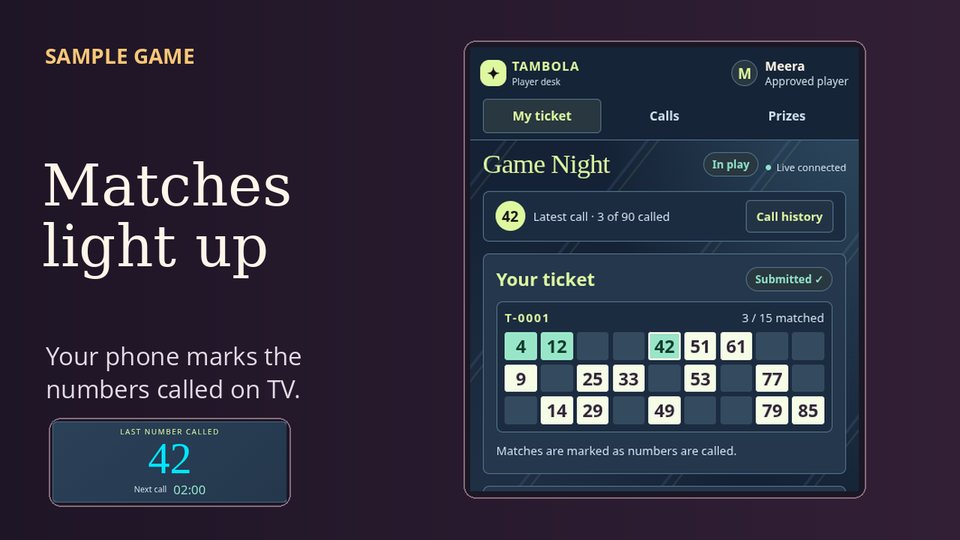 SAMPLE GAME
Matches
light up
Your phone marks the
numbers called on TV.
LAST NUMBER CALLED
42
Next call 02:00
TAMBOLA
Player desk
M
Meera
Approved player
My ticket Calls Prizes
Game Night
In play
Live connected
42 Latest call · 3 of 90 called
Call history
Your ticket
Submitted ✓
T-0001 3 / 15 matched
4 12 42 51 61
9 25 33 53 77
14 29 49 79 85
Matches are marked as numbers are called.